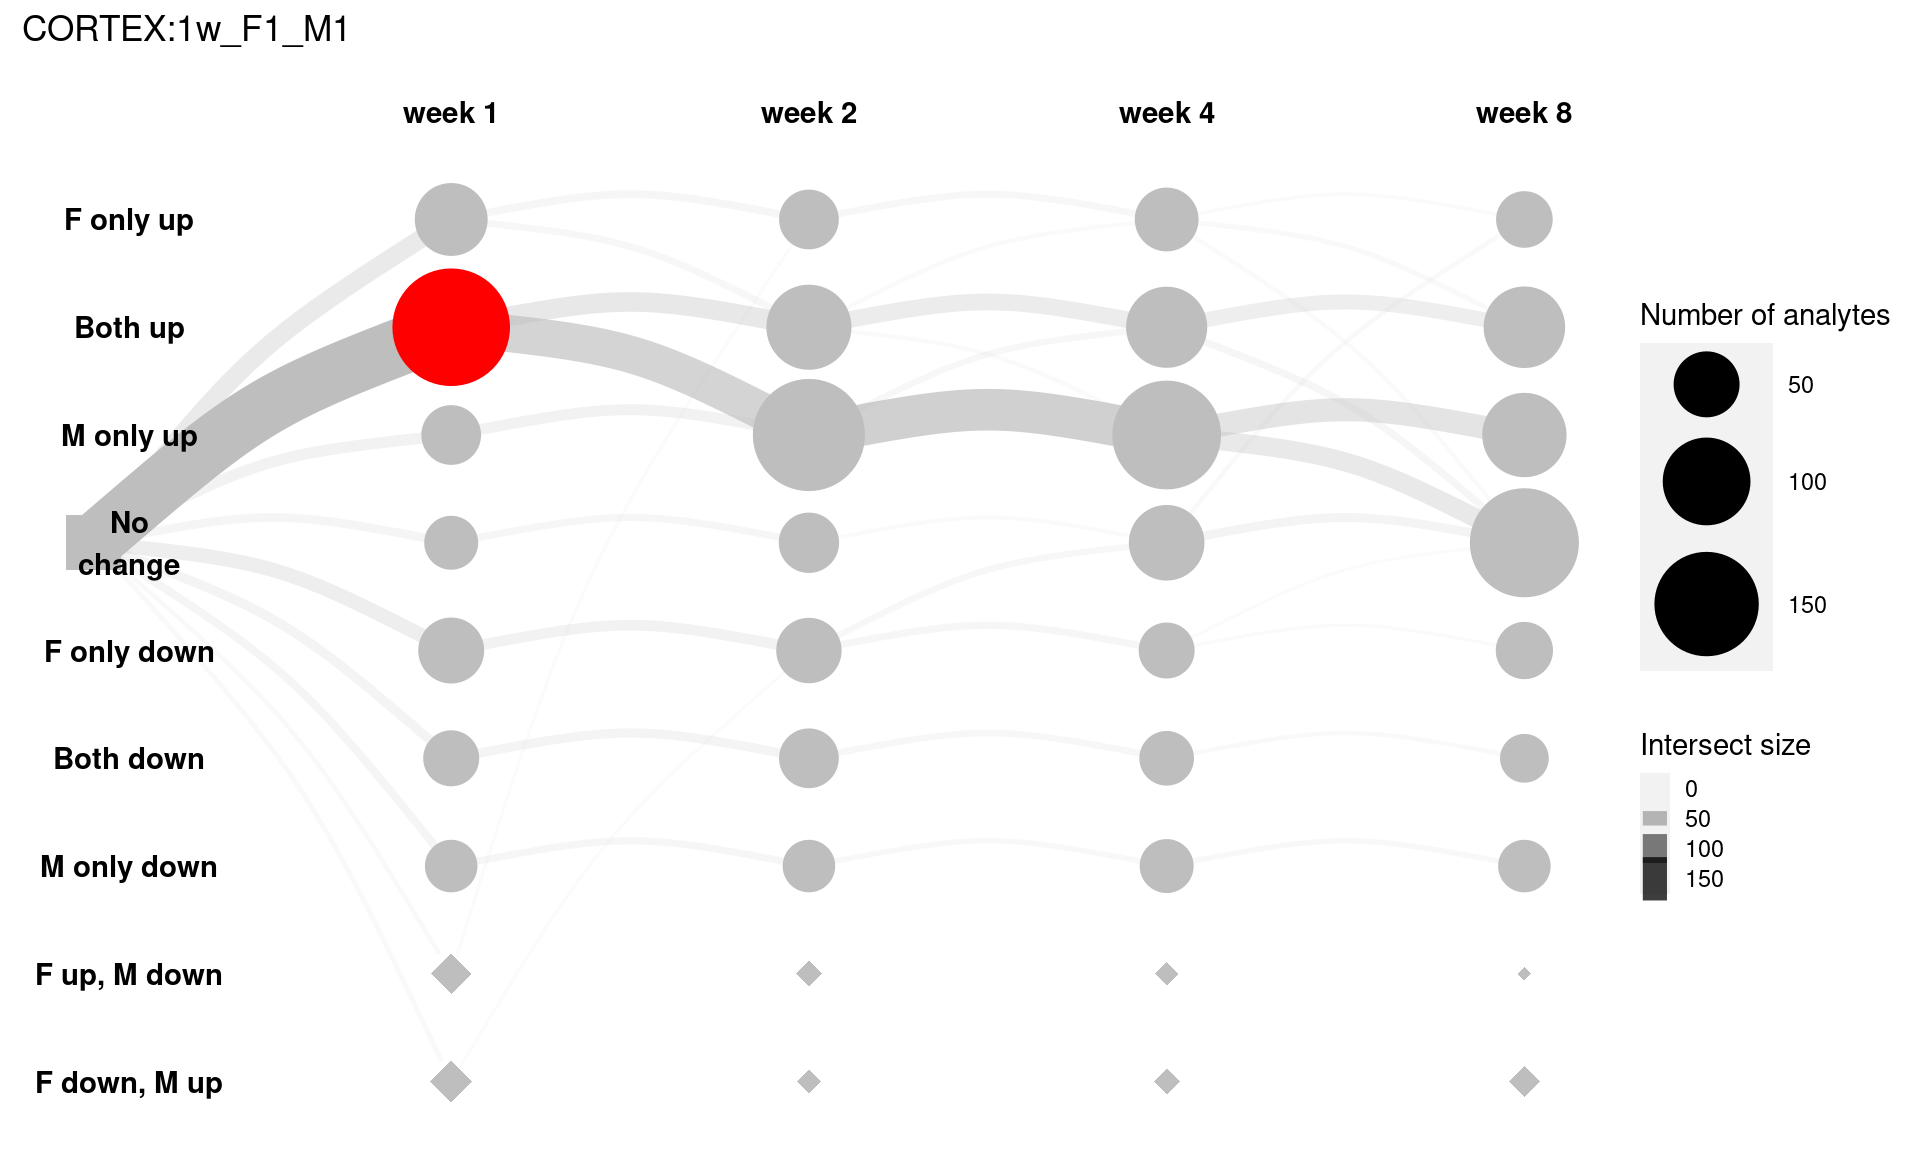 CORTEX:1w_F1_M1
week 1
week 2
week 4
week 8
F only up
Both up
M only up
No
change
F only down
Both down
M only down
F up, M down
F down, M up
Number of analytes
50
100
150
Intersect size
0
50
100
150